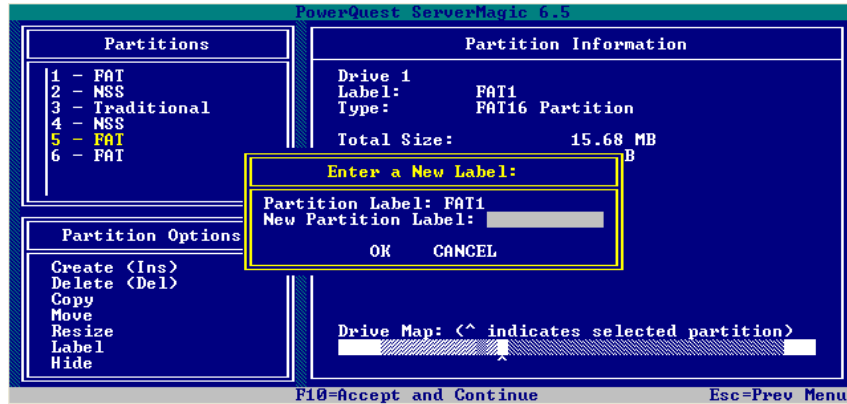 PowerQuest ServerMagic 6.5
Partitions
1 - FAT
2 - NSS
3 - Traditional
4 - NSS
5 - FAT
6 - FAT
Partition Information
Drive 1
Label: FAT1
Type: FAT16 Partition
Total Size: 15.68 MB
B
Enter a New Label:
Partition Label: FAT1
New Partition Label:
OK CANCEL
Partition Options
Create (Ins)
Delete (Del)
Copy
Move
Resize
Label
Hide
Drive Map: (^ indicates selected partition)
^
F10=Accept and Continue Esc=Prev Menu